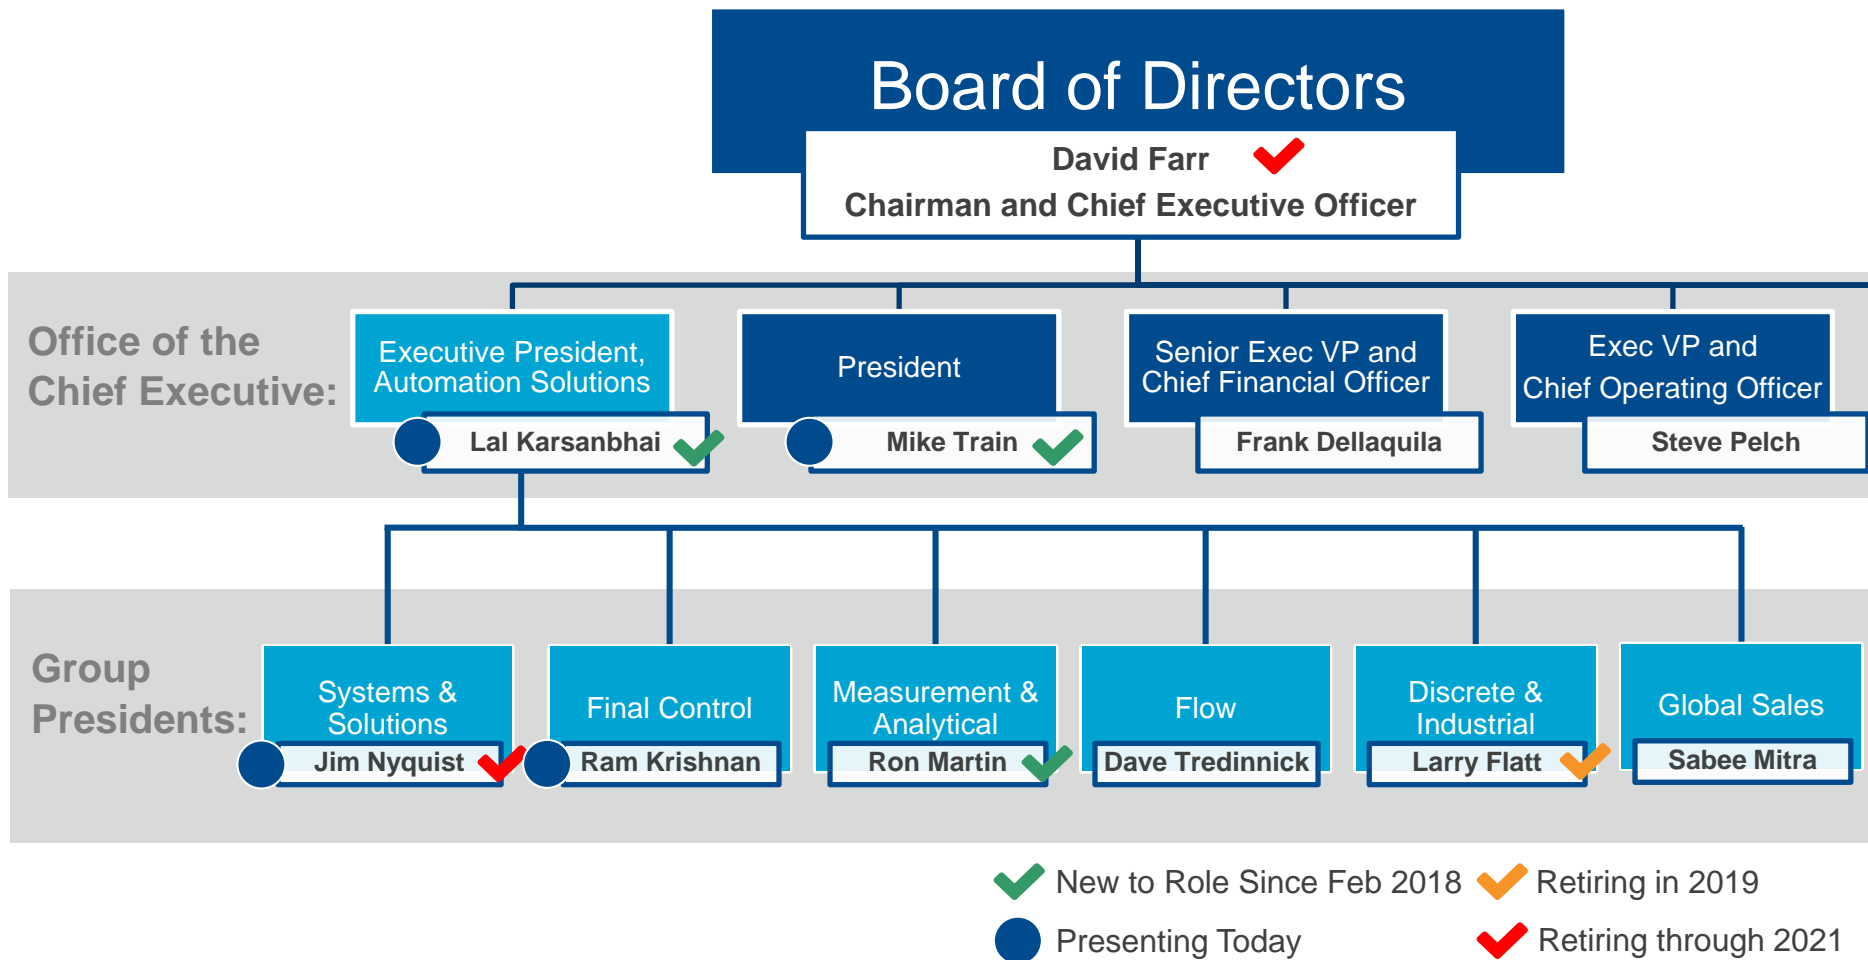 Board of Directors
David Farr
Chairman and Chief Executive Officer
Office of the
Chief Executive:
Executive President,
Automation Solutions
Lal Karsanbhai
President
Mike Train
Senior Exec VP and
Chief Financial Officer
Frank Dellaquila
Exec VP and
Chief Operating Officer
Steve Pelch
Group
Presidents:
Systems &
Solutions
Jim Nyquist
Final Control
Ram Krishnan
Measurement &
Analytical
Ron Martin
Flow
Dave Tredinnick
Discrete &
Industrial
Larry Flatt
Global Sales
Sabee Mitra
New to Role Since Feb 2018
Retiring in 2019
Presenting Today
Retiring through 2021